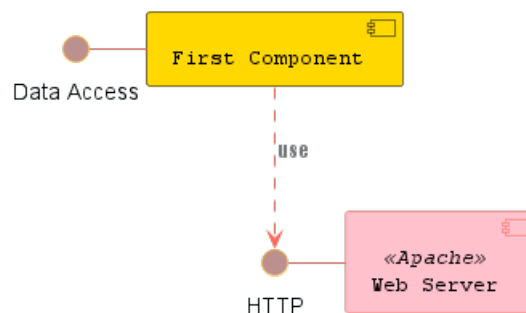 First Component
Data Access
use
«Apache»
Web Server
HTTP